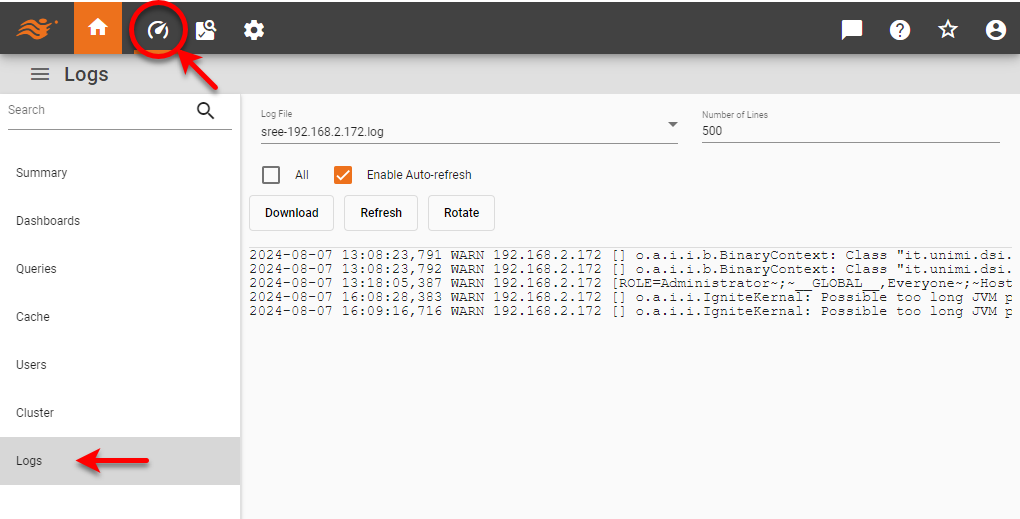 Logs
Search
Summary
Dashboards
Queries
Cache
Users
Cluster
Logs
Log File
sree-192.168.2.172.log
Number of Lines
500
All
Enable Auto-refresh
Download Refresh Rotate
2024-08-07 13:08:23,791 WARN 192.168.2.172 [] o.a.i.i.b.BinaryContext: Class "it.unimi.dsi.
2024-08-07 13:08:23,792 WARN 192.168.2.172 [] o.a.i.i.b.BinaryContext: Class "it.unimi.dsi.
2024-08-07 13:18:05,387 WARN 192.168.2.172 [ROLE=Administrator~;~__GLOBAL__,Everyone~;~Host
2024-08-07 16:08:28,383 WARN 192.168.2.172 [] o.a.i.i.IgniteKernal: Possible too long JVM p
2024-08-07 16:09:16,716 WARN 192.168.2.172 [] o.a.i.i.IgniteKernal: Possible too long JVM p